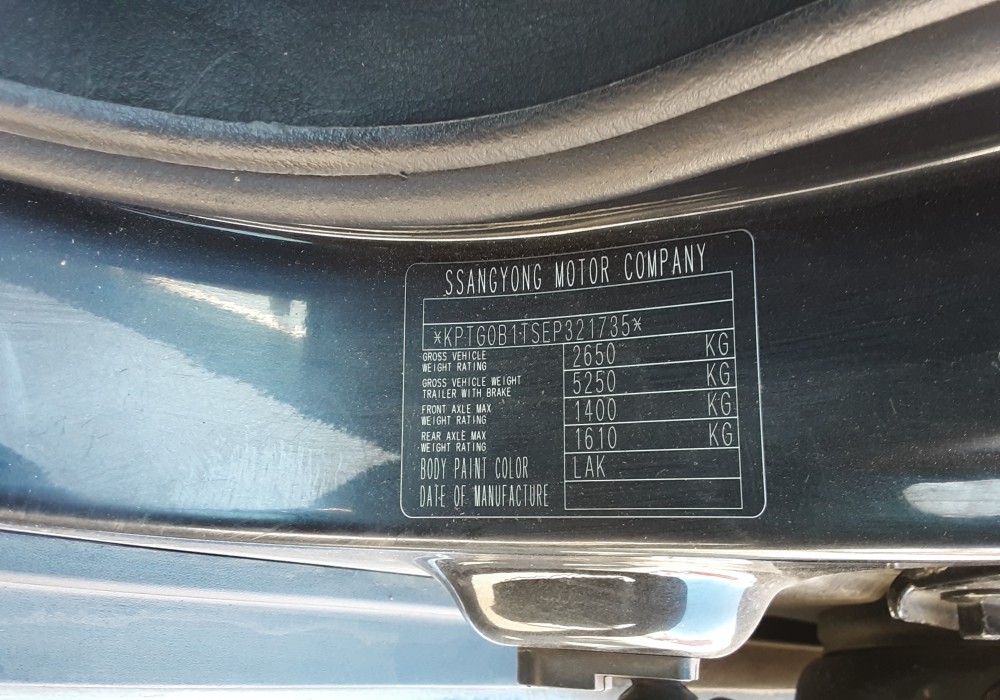 SSANGYONG MOTOR COMPANY
*KPTG0B1TSEP321735*
GROSS VEHICLE
WEIGHT RATING 2650 KG
GROSS VEHICLE WEIGHT
TRAILER WITH BRAKE 5250 KG
FRONT AXLE MAX
WEIGHT RATING 1400 KG
REAR AXLE MAX
WEIGHT RATING 1610 KG
BODY PAINT COLOR LAK
DATE OF MANUFACTURE